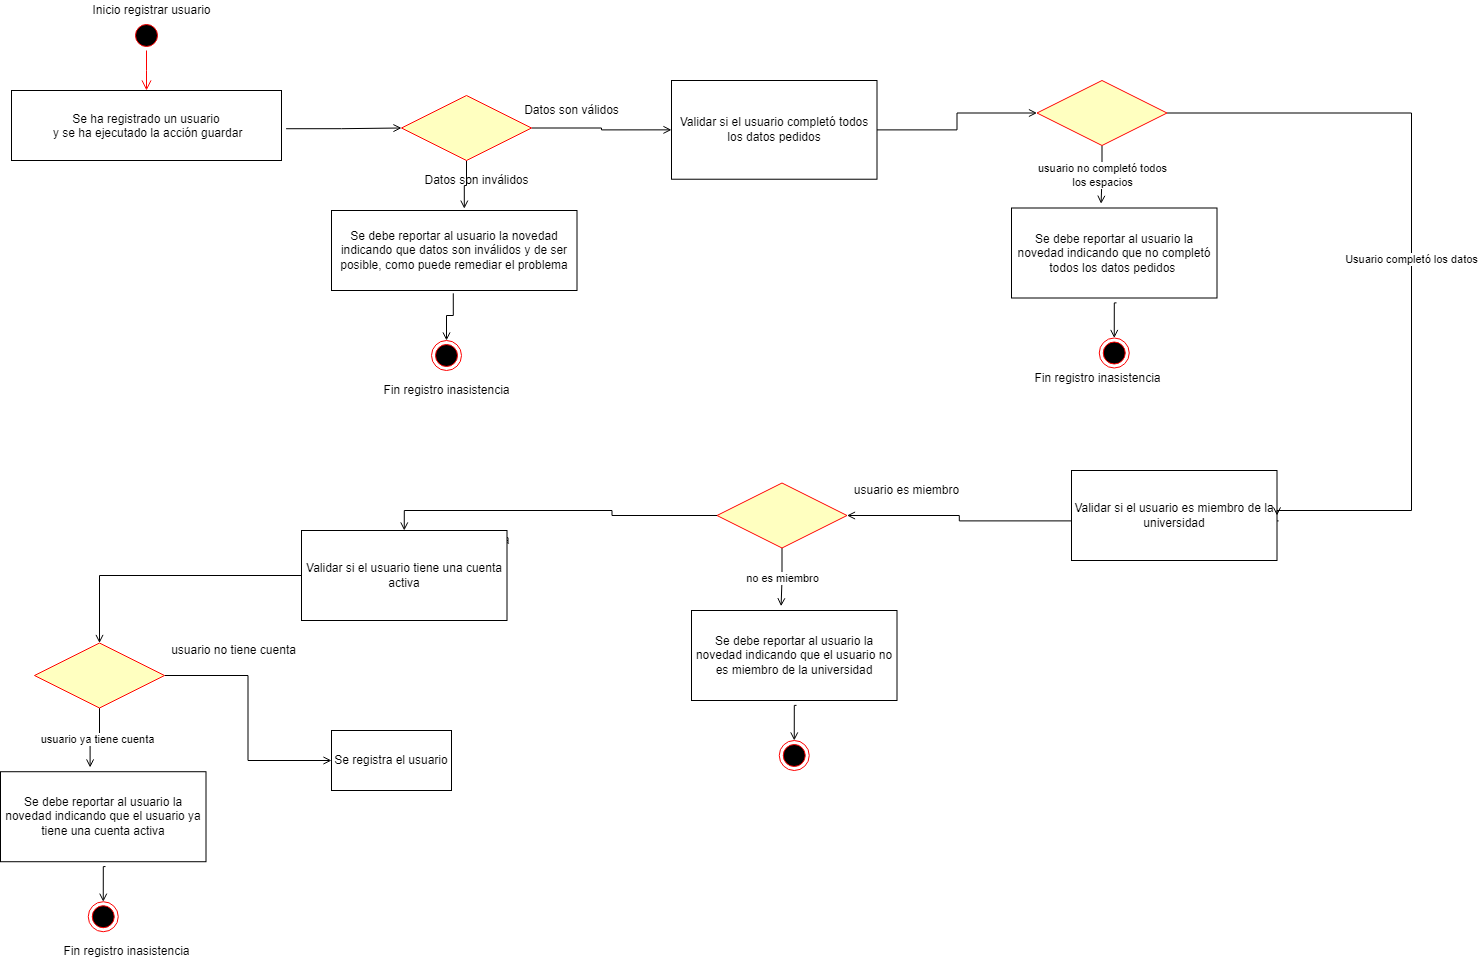 Inicio registrar usuario
Se ha registrado un usuario
y se ha ejecutado la acción guardar
Datos son válidos
Datos son inválidos
Validar si el usuario completó todos
los datos pedidos
usuario no completó todos
los espacios
Se debe reportar al usuario la novedad
indicando que datos son inválidos y de ser
posible, como puede remediar el problema
Fin registro inasistencia
Se debe reportar al usuario la
novedad indicando que no completó
todos los datos pedidos
Fin registro inasistencia
Usuario completó los datos
Validar si el usuario es miembro de la
universidad
usuario es miembro
no es miembro
Se debe reportar al usuario la
novedad indicando que el usuario no
es miembro de la universidad
Validar si el usuario tiene una cuenta
activa
usuario no tiene cuenta
usuario ya tiene cuenta
Se registra el usuario
Se debe reportar al usuario la
novedad indicando que el usuario ya
tiene una cuenta activa
Fin registro inasistencia